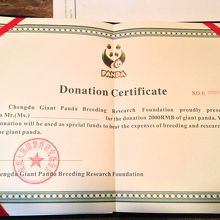 PANDA
Donation Certificate
NO.E
Chengdu Giant Panda Breeding Research Foundation proudly prese
Mr.(Ms.) for the donation 2000RMB of giant panda. Y
donation will be used as special funds to bear the expenses of breeding and resear
giant panda.
Chengdu Giant Panda Breeding Research Foundation